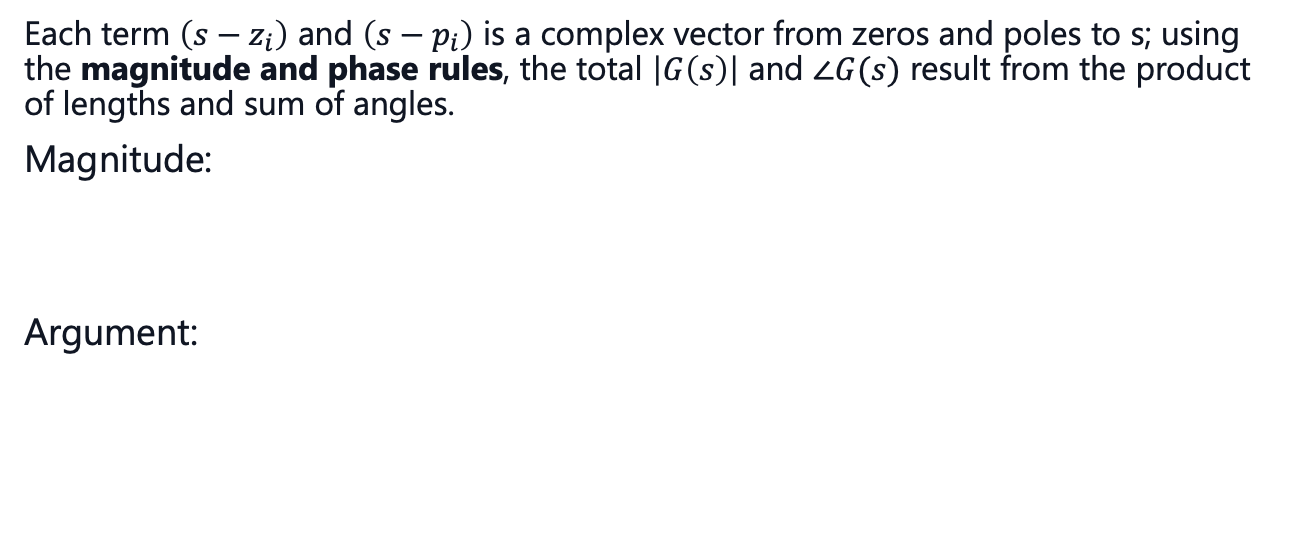 Each term (s − zᵢ) and (s − pᵢ) is a complex vector from zeros and poles to s; using
the magnitude and phase rules, the total |G(s)| and ∠G(s) result from the product
of lengths and sum of angles.
Magnitude:
Argument: